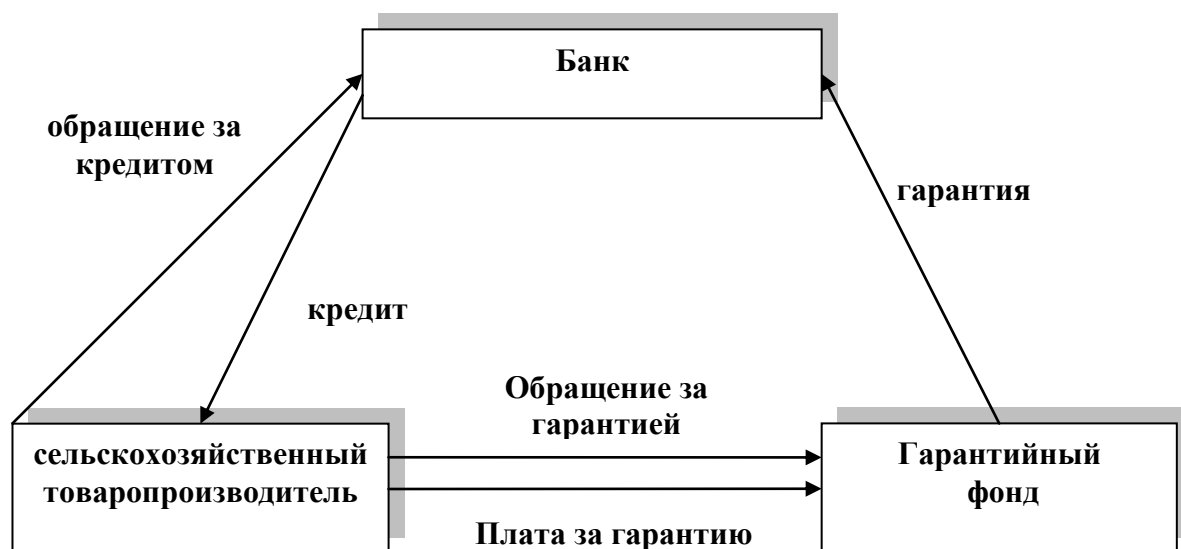 Банк
обращение за
кредитом
гарантия
кредит
Обращение за
гарантией
сельскохозяйственный
товаропроизводитель
Гарантийный
фонд
Плата за гарантию